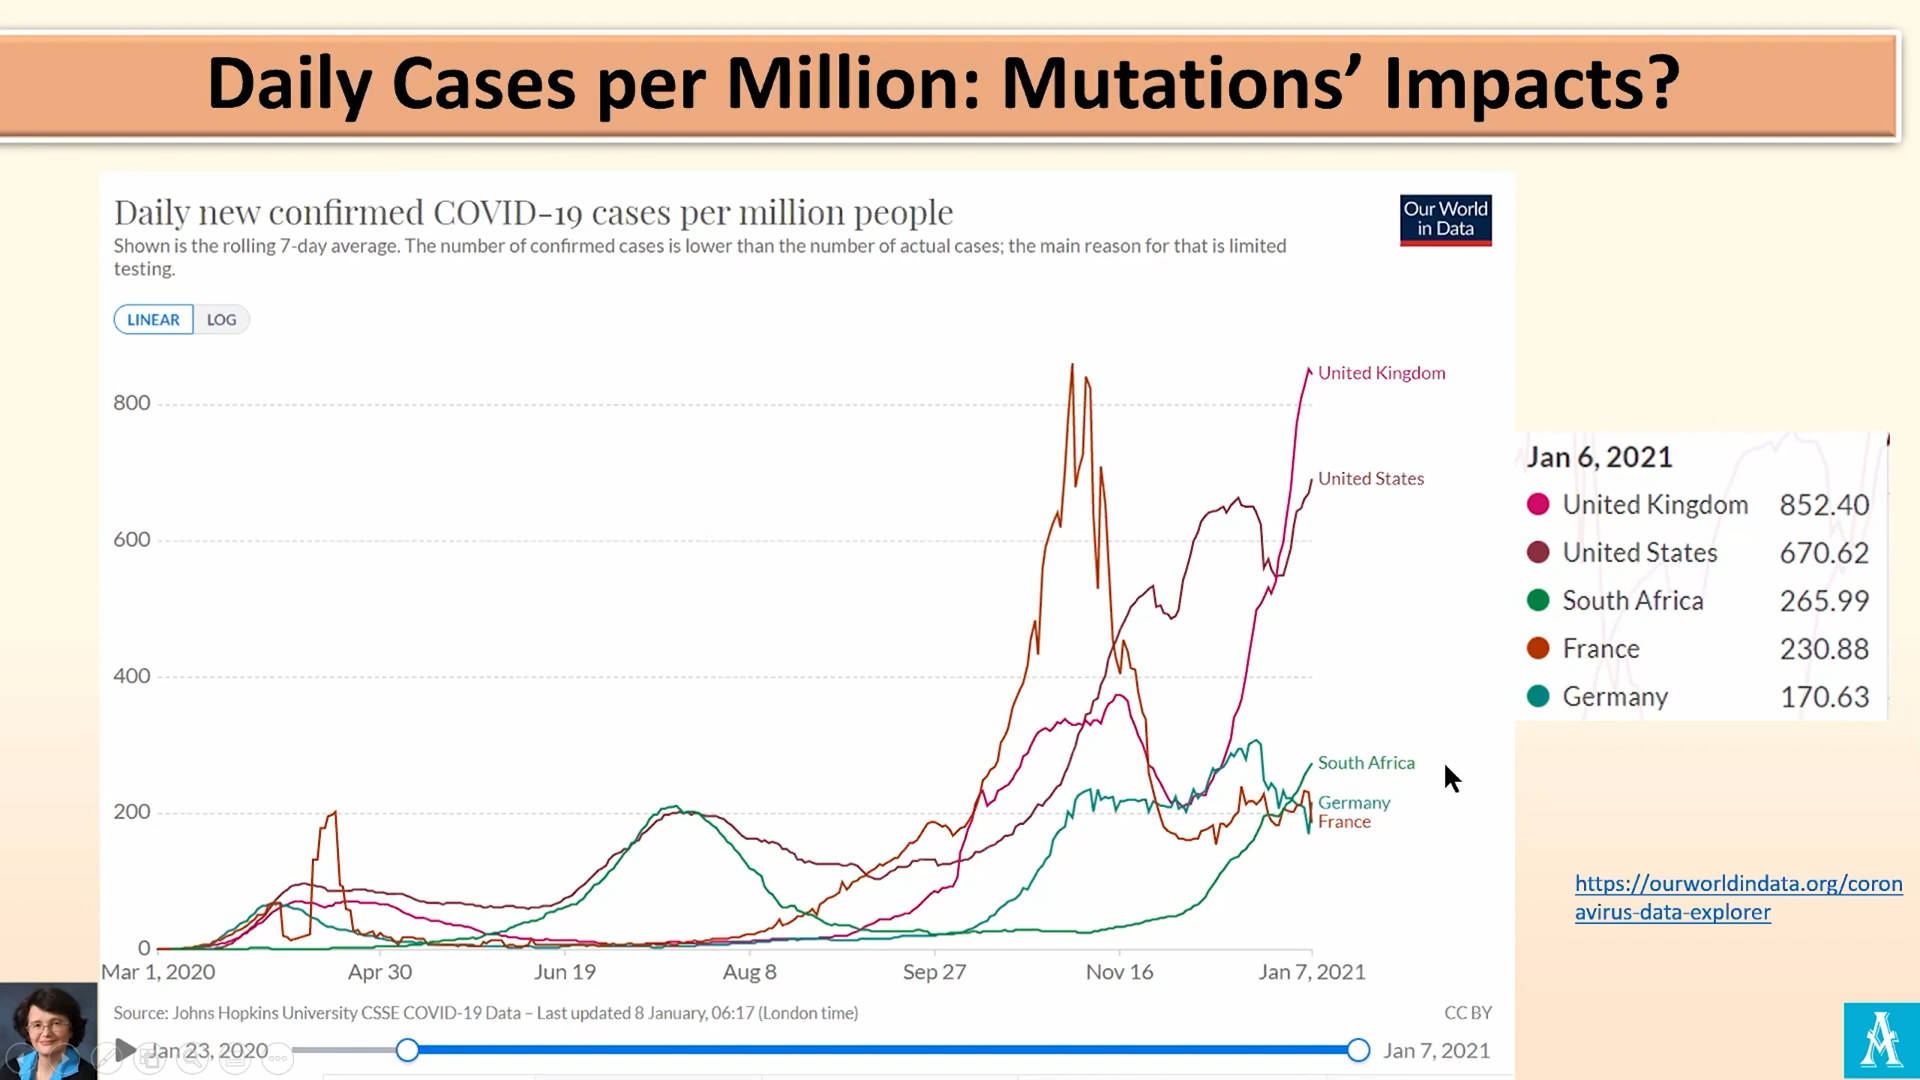 Daily Cases per Million: Mutations’ Impacts?
Daily new confirmed COVID-19 cases per million people
Shown is the rolling 7-day average. The number of confirmed cases is lower than the number of actual cases; the main reason for that is limited
testing.
Our World
in Data
LINEAR LOG
800
600
400
200
0
United Kingdom
United States
South Africa
Germany
France
Mar 1, 2020 Apr 30 Jun 19 Aug 8 Sep 27 Nov 16 Jan 7, 2021
Source: Johns Hopkins University CSSE COVID-19 Data – Last updated 8 January, 06:17 (London time)
CC BY
Jan 23, 2020 Jan 7, 2021
Jan 6, 2021
United Kingdom 852.40
United States 670.62
South Africa 265.99
France 230.88
Germany 170.63
https://ourworldindata.org/coron
avirus-data-explorer